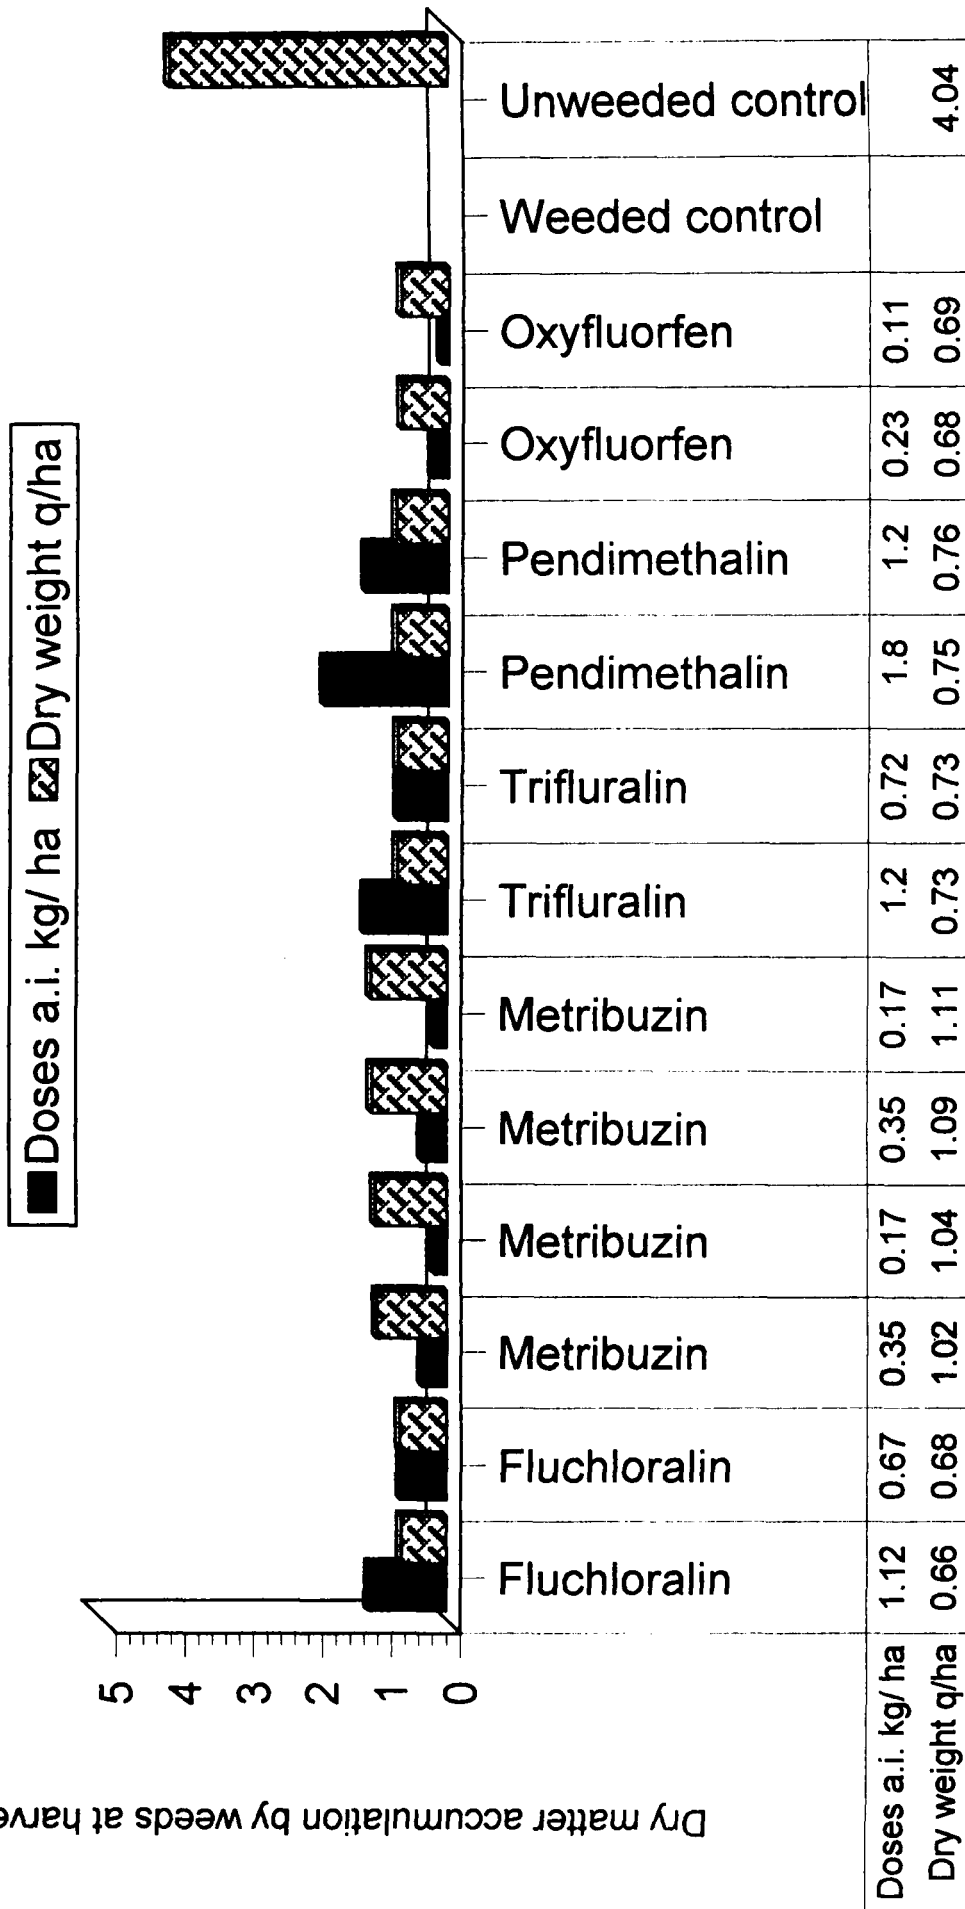 Doses a.i. kg/ ha Dry weight q/ha
Dry matter accumulation by weeds at
5
4
3
2
1
0
Fluchloralin Fluchloralin Metribuzin Metribuzin Metribuzin Metribuzin Trifluralin Trifluralin Pendimethalin Pendimethalin Oxyfluorfen Oxyfluorfen Weeded control Unweeded control
Doses a.i. kg/ ha 1.12 0.67 0.35 0.17 0.35 0.17 1.2 0.72 1.8 1.2 0.23 0.11
Dry weight q/ha 0.66 0.68 1.02 1.04 1.09 1.11 0.73 0.73 0.75 0.76 0.68 0.69 4.04